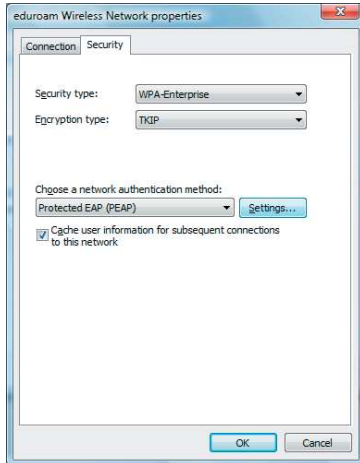 eduroam Wireless Network properties
Connection Security
Security type: WPA-Enterprise
Encryption type: TKIP
Choose a network authentication method:
Protected EAP (PEAP) Settings...
Cache user information for subsequent connections
to this network
OK Cancel